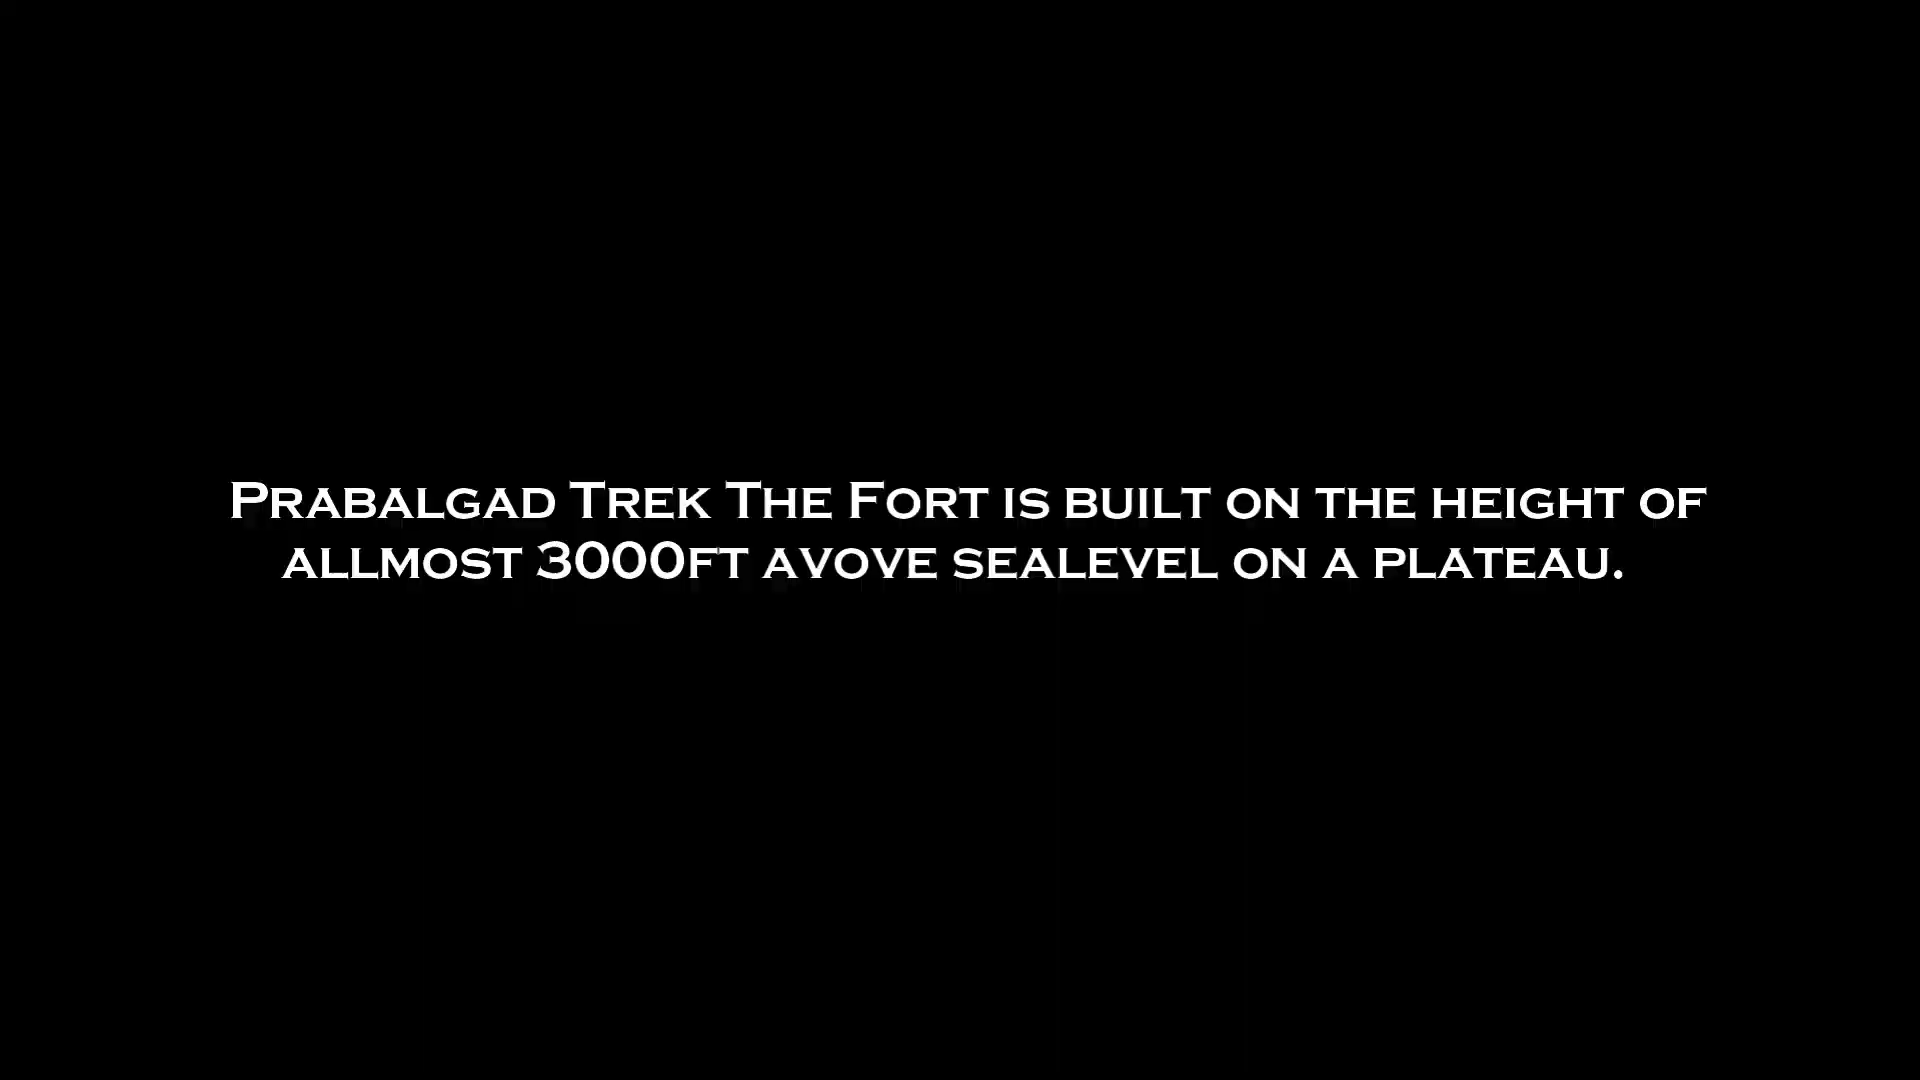 Prabalgad Trek The Fort is built on the height of
allmost 3000ft avove sealevel on a plateau.